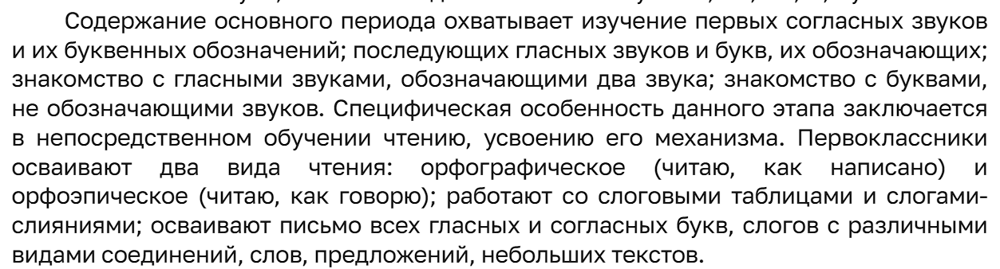 Содержание основного периода охватывает изучение первых согласных звуков
и их буквенных обозначений; последующих гласных звуков и букв, их обозначающих;
знакомство с гласными звуками, обозначающими два звука; знакомство с буквами,
не обозначающими звуков. Специфическая особенность данного этапа заключается
в непосредственном обучении чтению, усвоению его механизма. Первоклассники
осваивают два вида чтения: орфографическое (читаю, как написано) и
орфоэпическое (читаю, как говорю); работают со слоговыми таблицами и слогами-
слияниями; осваивают письмо всех гласных и согласных букв, слогов с различными
видами соединений, слов, предложений, небольших текстов.